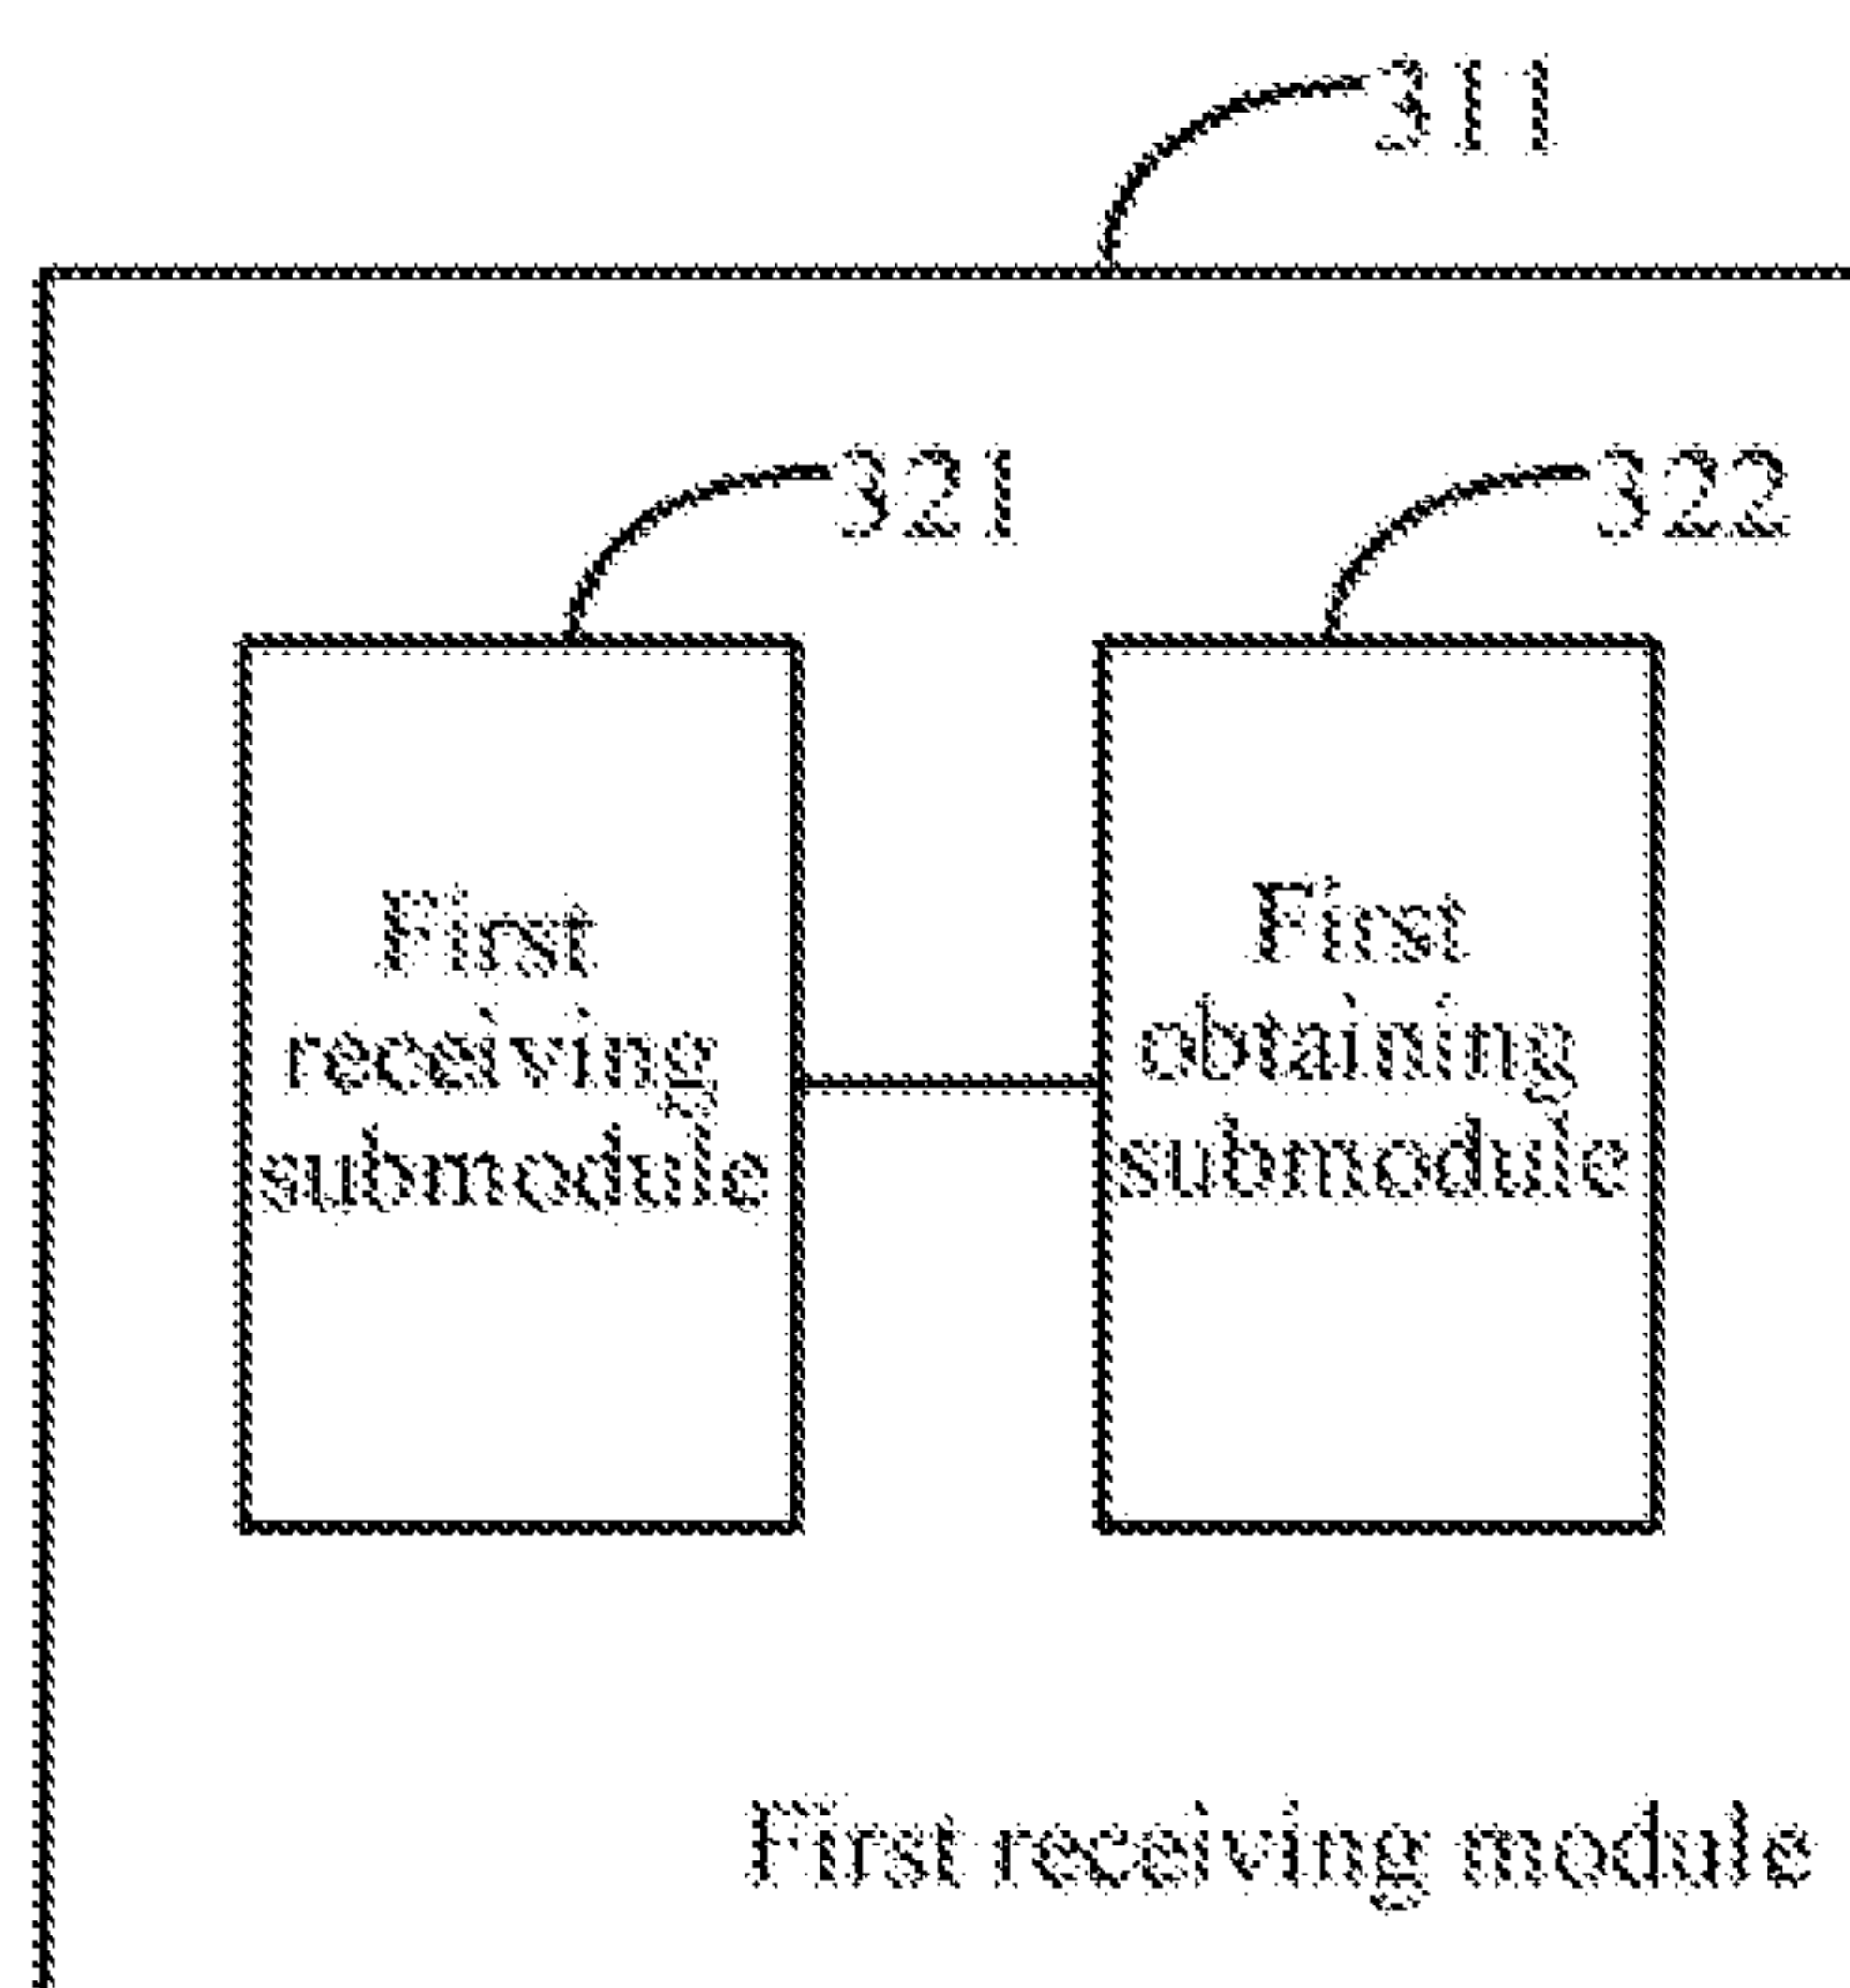 311
321
322
First
receiving
submodule
First
obtaining
submodule
First receiving module